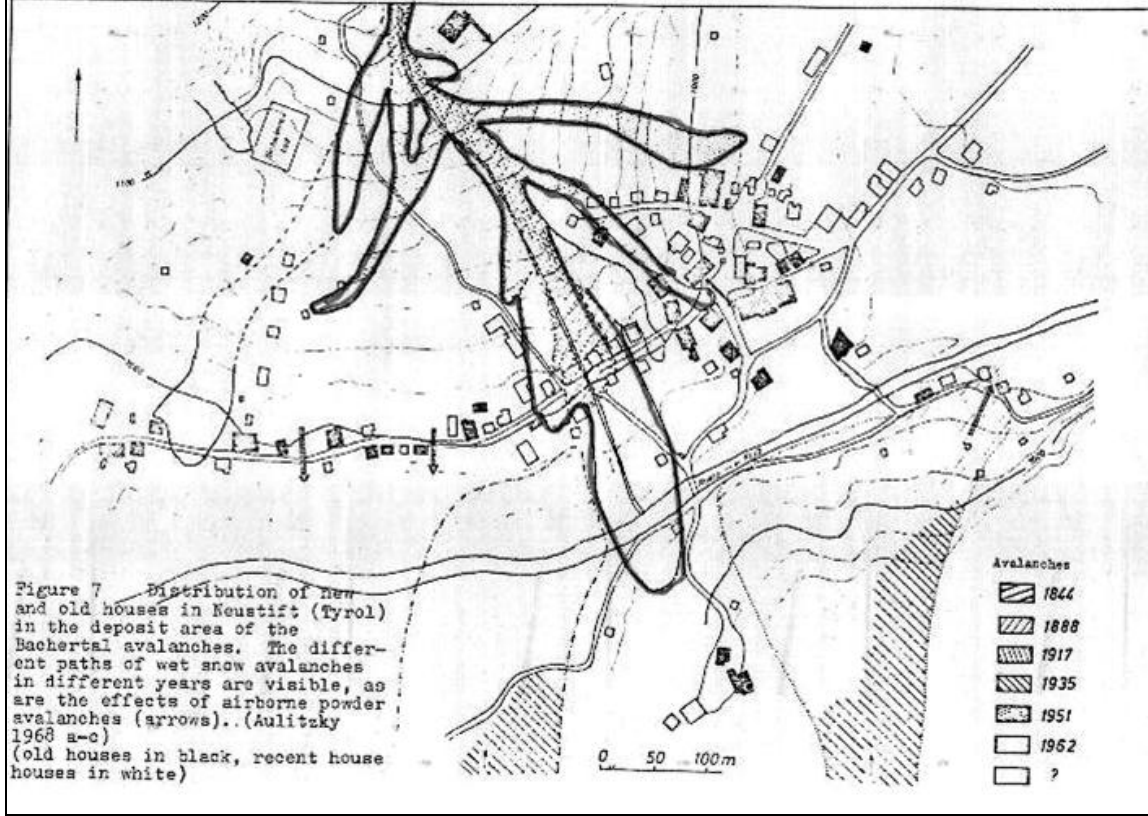 1200
1100
1000
Figure 7 Distribution of new
and old houses in Neustift (Tyrol)
in the deposit area of the
Bachertal avalanches. The differ-
ent paths of wet snow avalanches
in different years are visible, as
are the effects of airborne powder
avalanches (arrows)..(Aulitzky
1968 a-c)
(old houses in black, recent house
houses in white)
0 50 100m
Avalanches
1844
1888
1917
1935
1951
1962
?